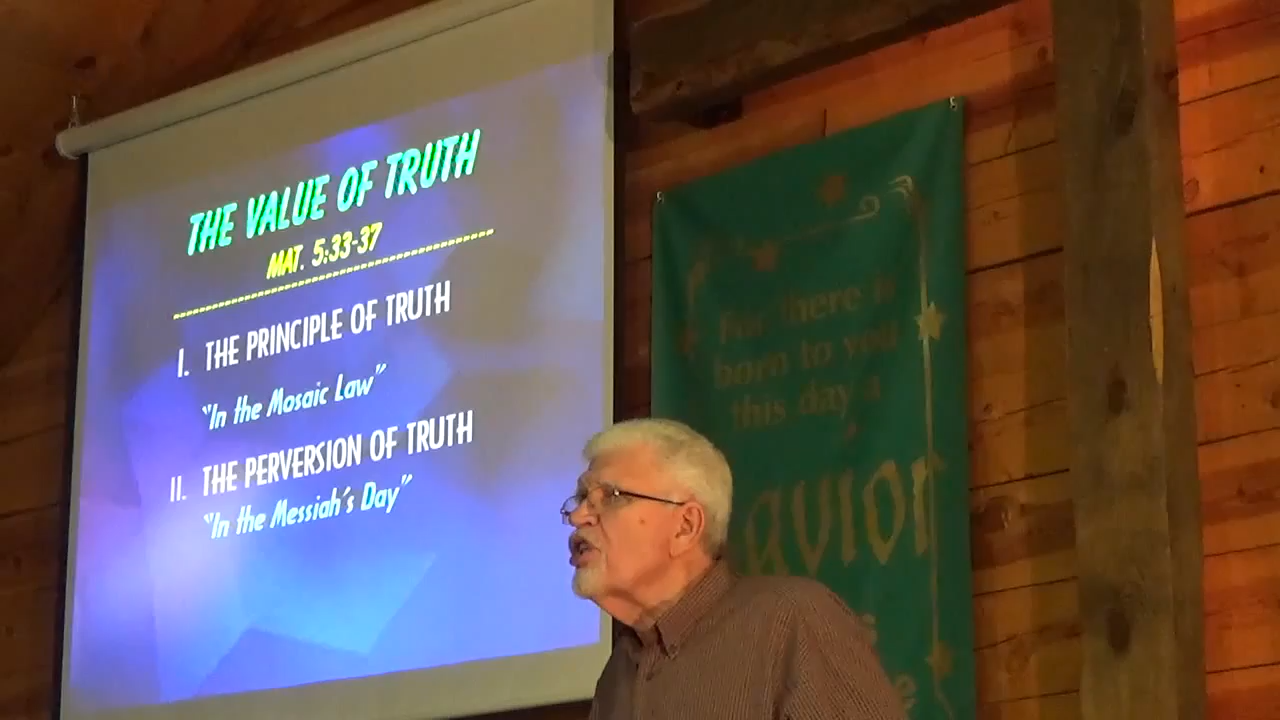 THE VALUE OF TRUTH
MAT. 5:33-37
I. THE PRINCIPLE OF TRUTH
"In the Mosaic Law"
II. THE PERVERSION OF TRUTH
"In the Messiah's Day"
For there is
born to you
this day a
avior